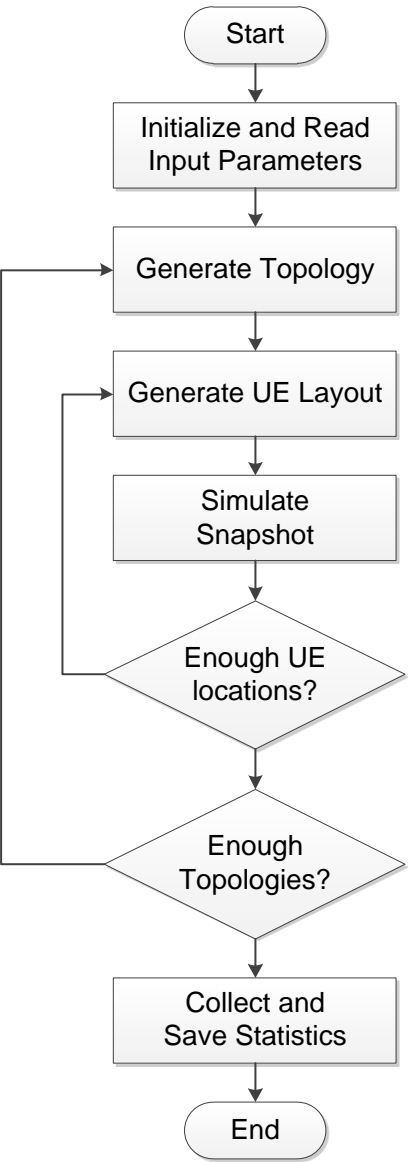 Start
Initialize and Read
Input Parameters
Generate Topology
Generate UE Layout
Simulate
Snapshot
Enough UE
locations?
Enough
Topologies?
Collect and
Save Statistics
End